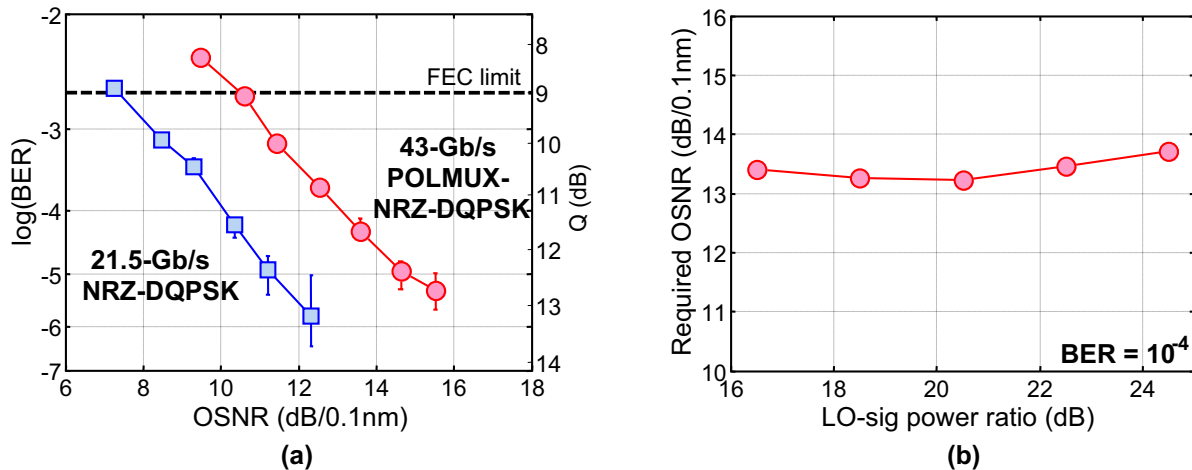 -2
-3
-4
-5
-6
-7
log(BER)
6
8
10
12
14
16
18
OSNR (dB/0.1nm)
8
9
10
11
12
13
14
Q (dB)
FEC limit
43-Gb/s
POLMUX-
NRZ-DQPSK
21.5-Gb/s
NRZ-DQPSK
(a)
16
15
14
13
12
11
10
Required OSNR (dB/0.1nm)
16
18
20
22
24
LO-sig power ratio (dB)
BER = 10⁻⁴
(b)